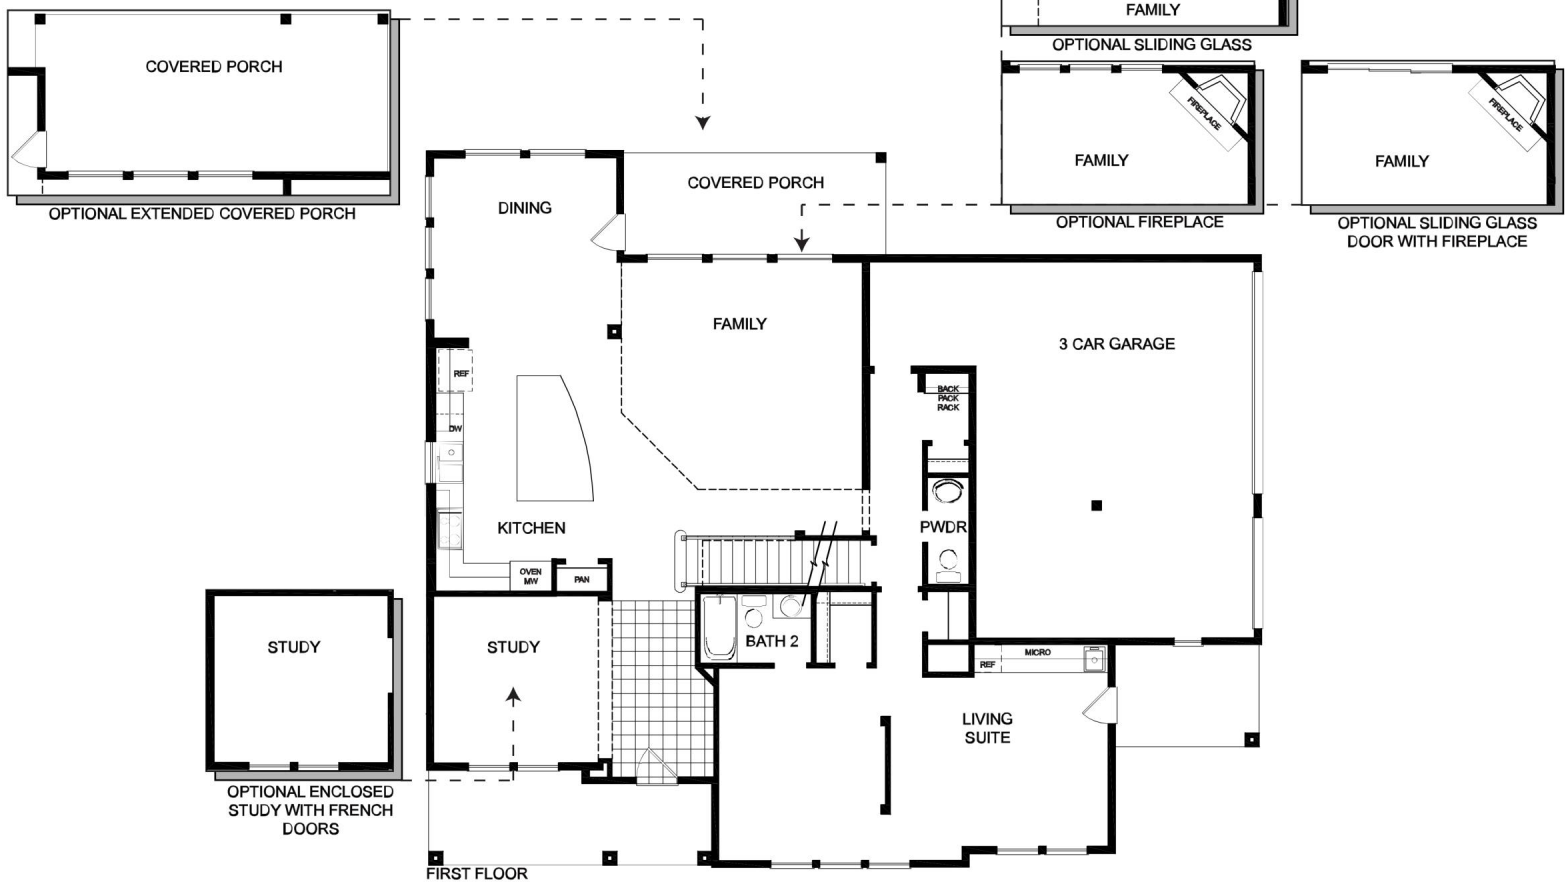 FAMILY
OPTIONAL SLIDING GLASS
COVERED PORCH
OPTIONAL EXTENDED COVERED PORCH
FIREPLACE
FAMILY
OPTIONAL FIREPLACE
FIREPLACE
FAMILY
OPTIONAL SLIDING GLASS
DOOR WITH FIREPLACE
COVERED PORCH
DINING
FAMILY
3 CAR GARAGE
REF
BACK
PACK
RACK
DW
KITCHEN
PWDR
OVEN
MW
PAN
STUDY
OPTIONAL ENCLOSED
STUDY WITH FRENCH
DOORS
STUDY
BATH 2
MICRO
REF
LIVING
SUITE
FIRST FLOOR